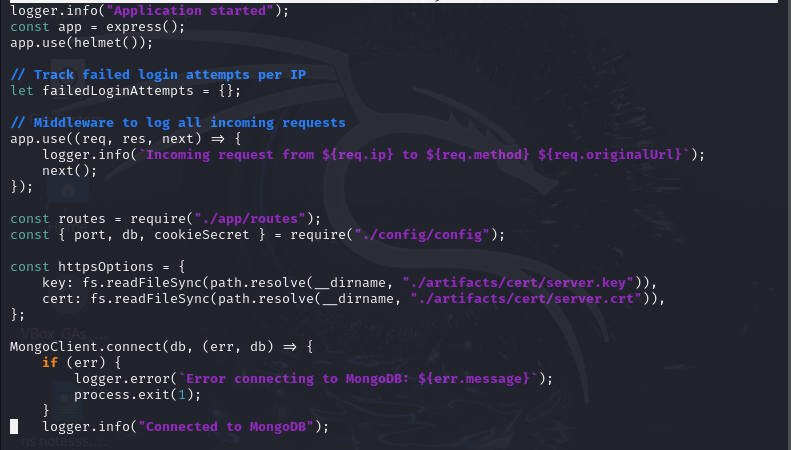 logger.info("Application started");
const app = express();
app.use(helmet());

// Track failed login attempts per IP
let failedLoginAttempts = {};

// Middleware to log all incoming requests
app.use((req, res, next) => {
    logger.info(`Incoming request from ${req.ip} to ${req.method} ${req.originalUrl}`);
    next();
});

const routes = require("./app/routes");
const { port, db, cookieSecret } = require("./config/config");

const httpsOptions = {
    key: fs.readFileSync(path.resolve(__dirname, "./artifacts/cert/server.key")),
    cert: fs.readFileSync(path.resolve(__dirname, "./artifacts/cert/server.crt")),
};

MongoClient.connect(db, (err, db) => {
    if (err) {
        logger.error(`Error connecting to MongoDB: ${err.message}`);
        process.exit(1);
    }
    logger.info("Connected to MongoDB");